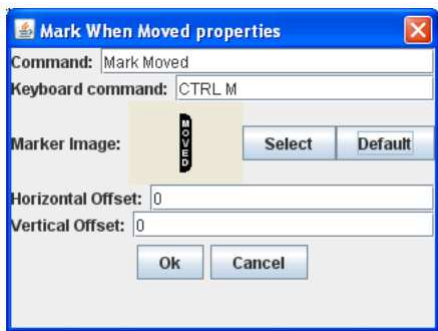 Mark When Moved properties
Command: Mark Moved
Keyboard command: CTRL M
Marker Image: MOVED Select Default
Horizontal Offset: 0
Vertical Offset: 0
Ok Cancel